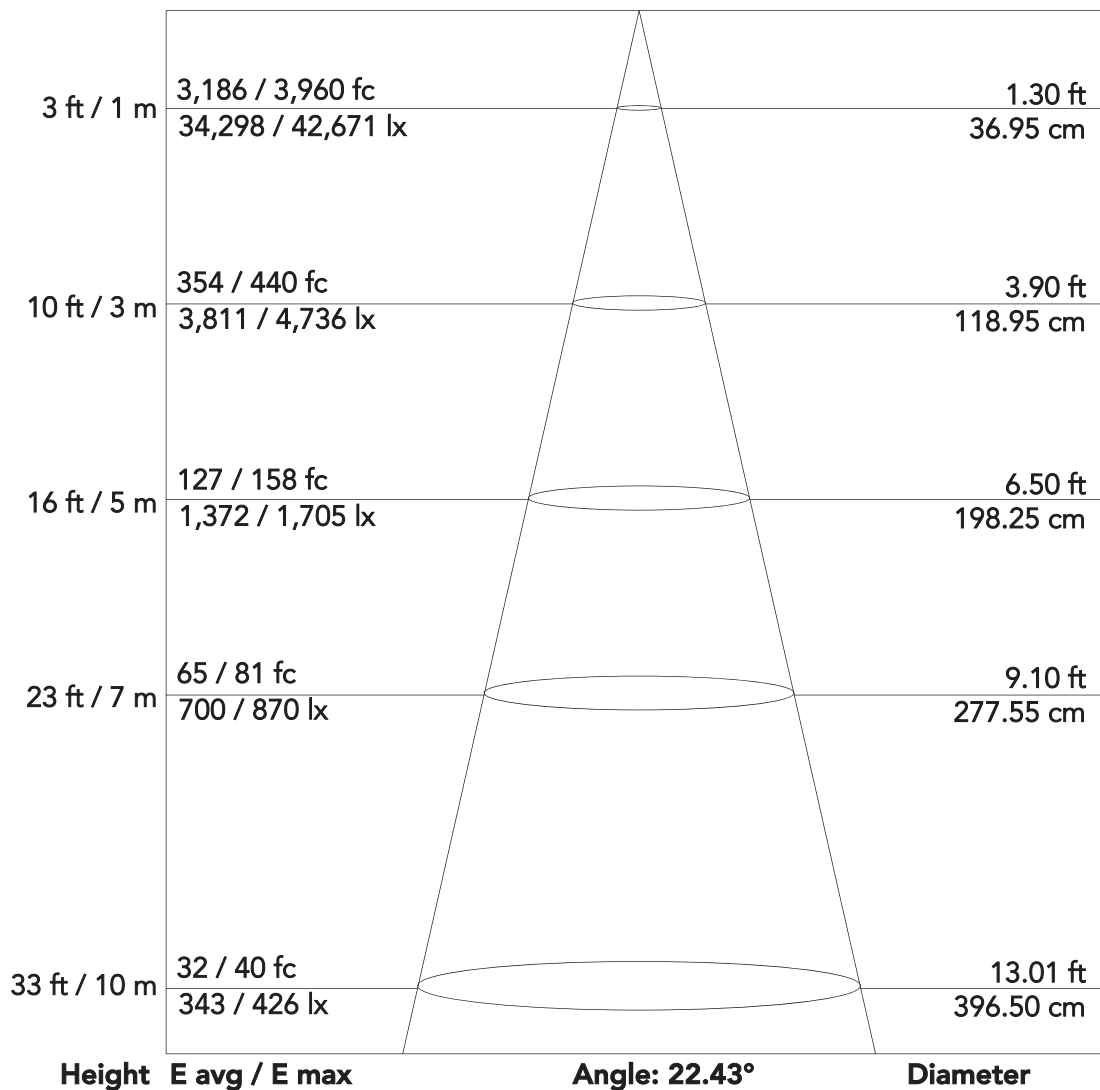 3,186 / 3,960 fc
3 ft / 1 m
34,298 / 42,671 lx
1.30 ft
36.95 cm
354 / 440 fc
10 ft / 3 m
3,811 / 4,736 lx
3.90 ft
118.95 cm
127 / 158 fc
16 ft / 5 m
1,372 / 1,705 lx
6.50 ft
198.25 cm
65 / 81 fc
23 ft / 7 m
700 / 870 lx
9.10 ft
277.55 cm
32 / 40 fc
33 ft / 10 m
343 / 426 lx
13.01 ft
396.50 cm
Height E avg / E max Angle: 22.43° Diameter